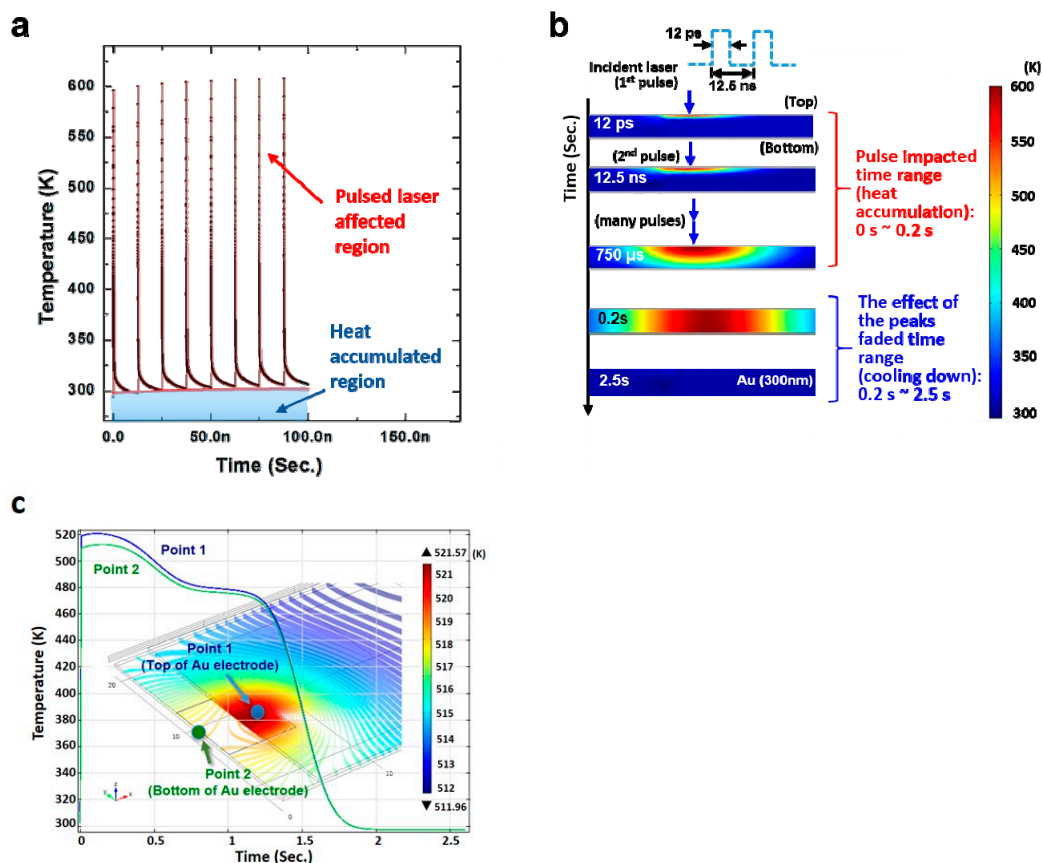 a
600
550
500
450
400
350
300
Temperature (K)
Pulsed laser
affected
region
Heat
accumulated
region
0.0
50.0n
100.0n
150.0n
Time (Sec.)
b
12 ps
12.5 ns
Incident laser
(1st pulse)
(Top)
12 ps
(Bottom)
(2nd pulse)
12.5 ns
(many pulses)
750 µs
0.2s
2.5s
Au (300nm)
Time (Sec.)
Pulse impacted
time range
(heat
accumulation):
0 s ~ 0.2 s
The effect of
the peaks
faded time
range
(cooling down):
0.2 s ~ 2.5 s
(K)
600
550
500
450
400
350
300
c
520
500
480
460
440
420
400
380
360
340
320
300
Temperature (K)
Point 1
Point 2
Point 1
(Top of Au electrode)
Point 2
(Bottom of Au electrode)
20
10
0
10
z
y
x
▲ 521.57 (K)
521
520
519
518
517
516
515
514
513
512
▼ 511.96
0
0.5
1
1.5
2
2.5
Time (Sec.)